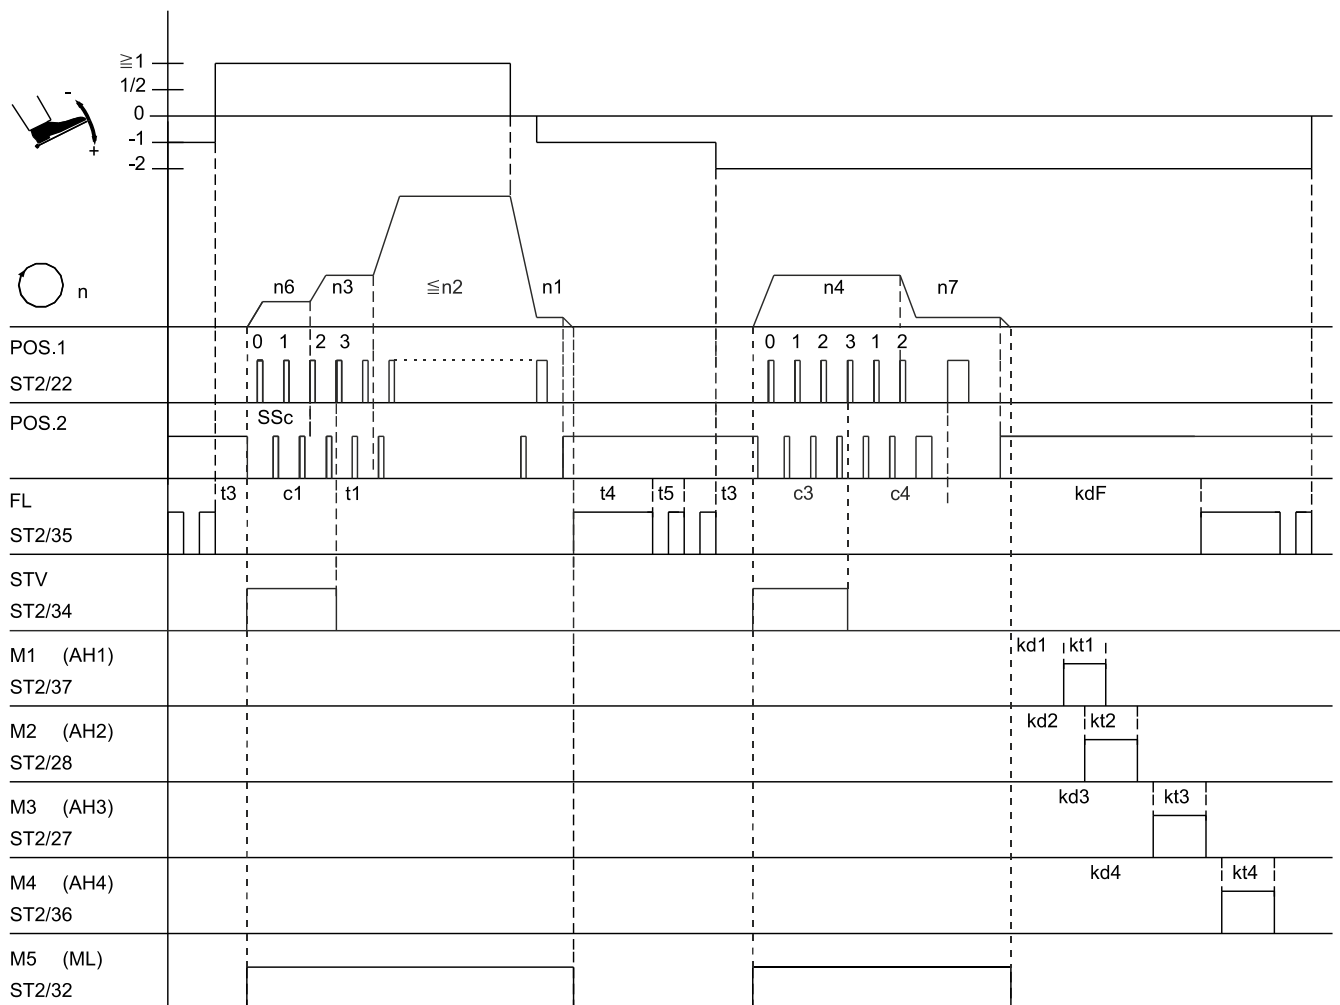 ≧1
1/2
0
-1
-2
-
+
n
n6 n3 ≦n2 n1 n4 n7
POS.1
0 1 2 3 0 1 2 3 1 2
ST2/22
POS.2
SSc
FL
t3 c1 t1 t4 t5 t3 c3 c4 kdF
ST2/35
STV
ST2/34
M1 (AH1)
kd1 kt1
ST2/37
M2 (AH2)
kd2 kt2
ST2/28
M3 (AH3)
kd3 kt3
ST2/27
M4 (AH4)
kd4 kt4
ST2/36
M5 (ML)
ST2/32